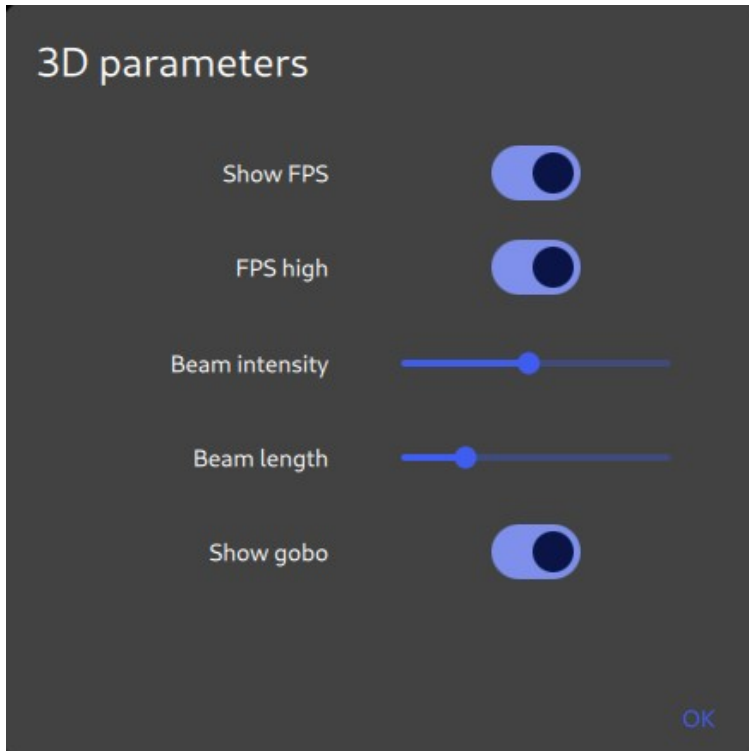 3D parameters
Show FPS
FPS high
Beam intensity
Beam length
Show gobo
OK